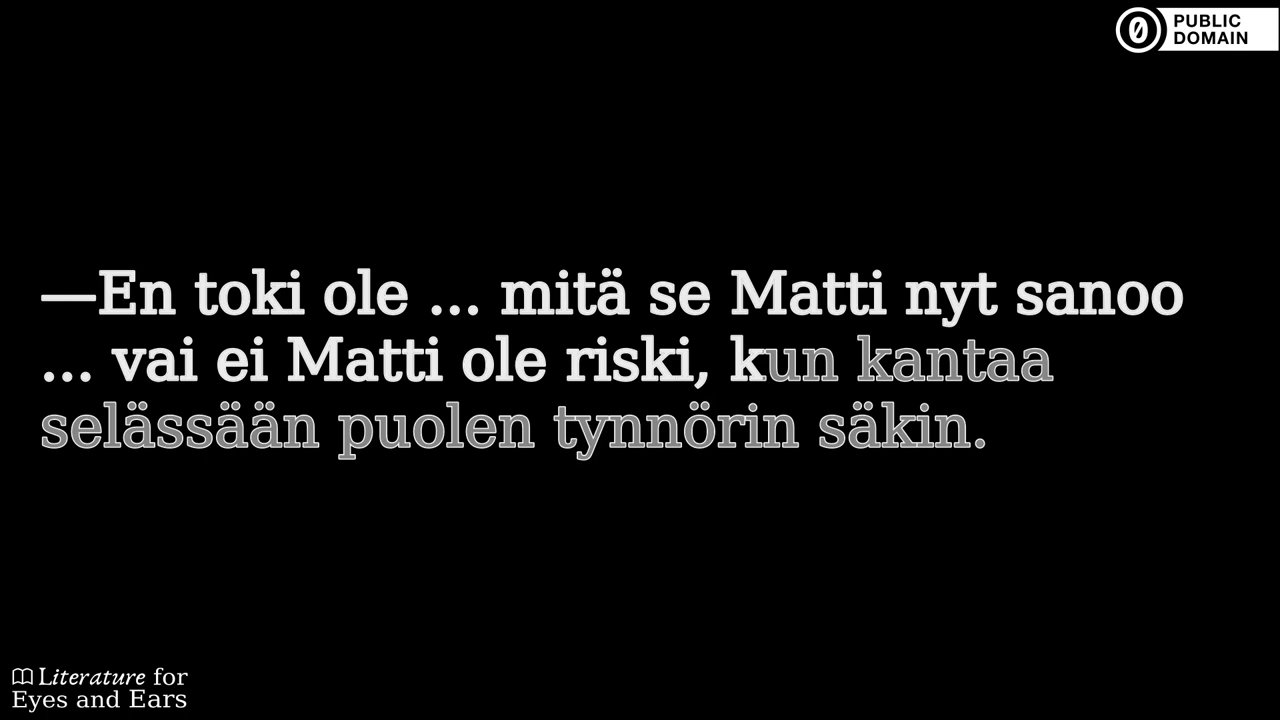 PUBLIC
DOMAIN
—En toki ole ... mitä se Matti nyt sanoo
... vai ei Matti ole riski, kun kantaa
selässään puolen tynnörin säkin.
Literature for
Eyes and Ears